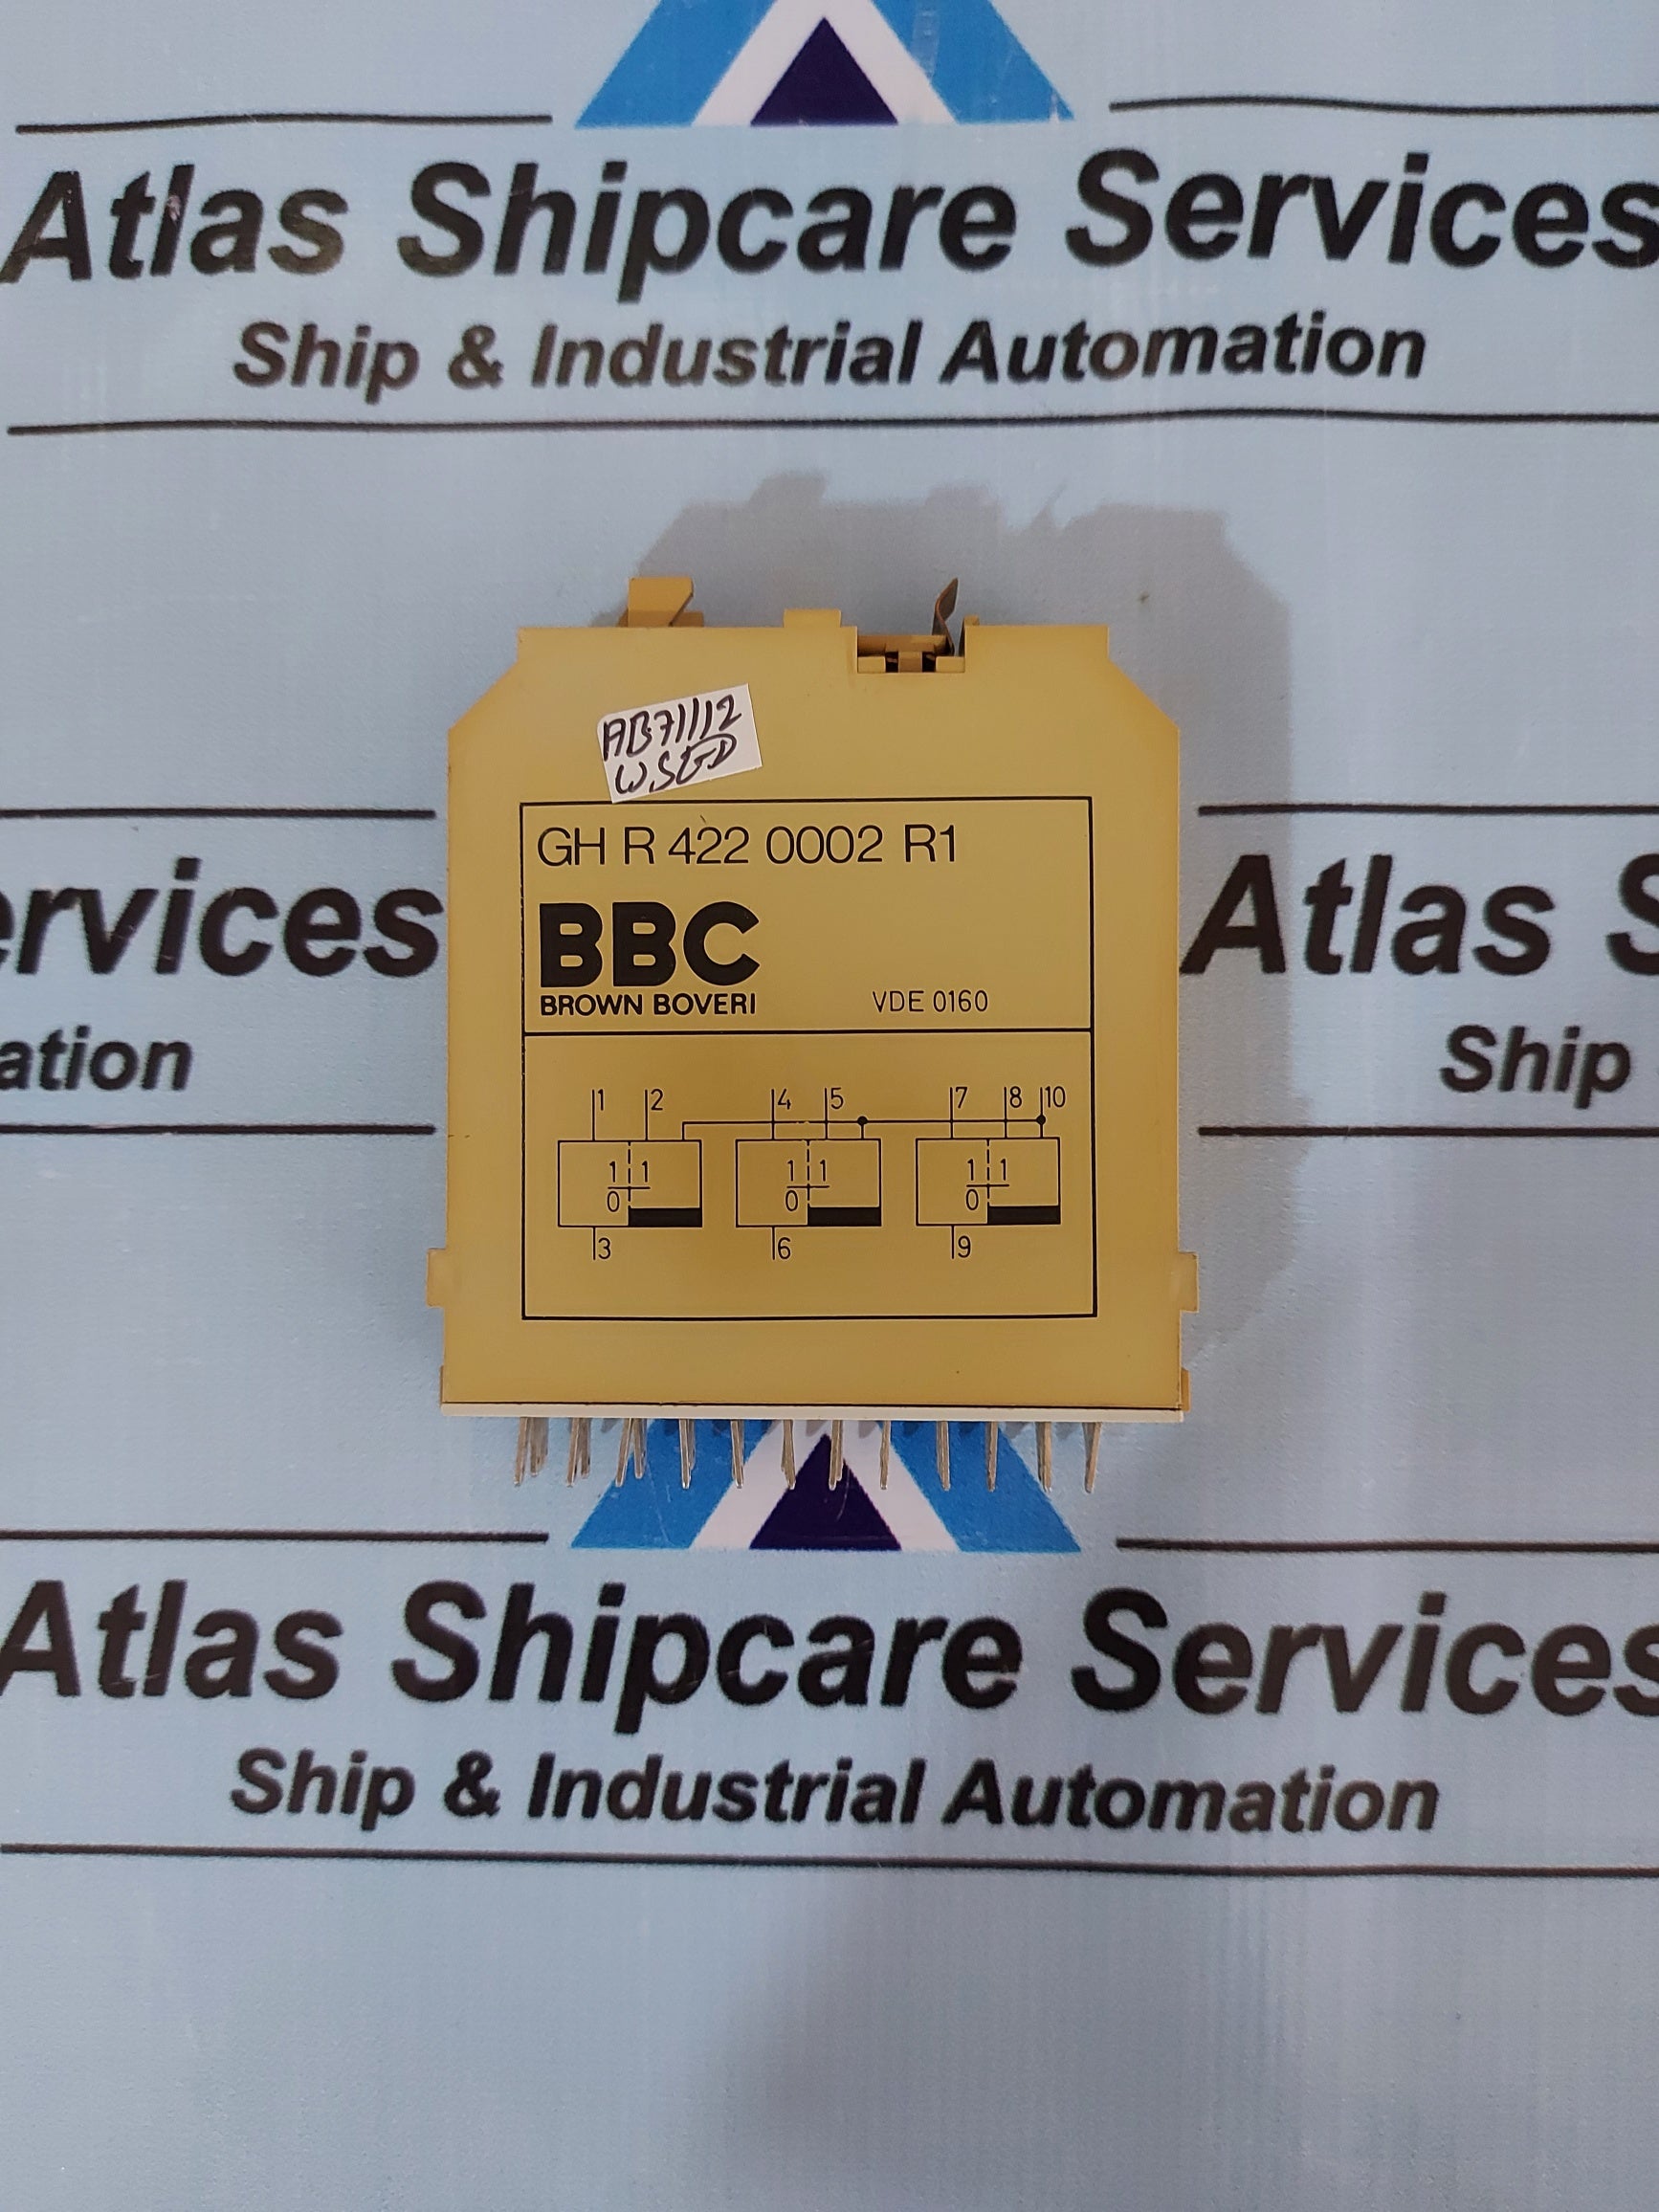 Atlas Shipcare Services
Ship & Industrial Automation
AB71112
USED
GH R 422 0002 R1
BBC
BROWN BOVERI
VDE 0160
ervices
Atlas S
ation
Ship
1 2 4 5 7 8 10
1 1 1 1 1 1
0 0 0
3 6 9
Atlas Shipcare Services
Ship & Industrial Automation